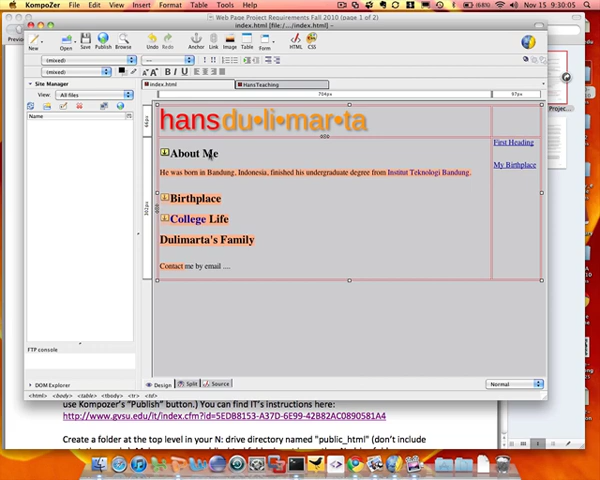 KompoZer File Edit View Insert Format Table Tools Help
(68%) Nov 15 9:30:05
Web Page Project Requirements Fall 2010 (page 1 of 2)
index.html [file:/.../index.html] –
New Open Save Publish Browse Undo Redo Anchor Link Image Table Form HTML CSS
(mixed)
(mixed) B I U
Site Manager
index.html HansTeaching
View: All files
704px 97px
Name
hansdu•li•mar•ta
First Heading
About Me
My Birthplace
He was born in Bandung, Indonesia, finished his undergraduate degree from Institut Teknologi Bandung.
Birthplace
College Life
Dulimarta's Family
Contact me by email ....
Projec...
FTP console
DOM Explorer
Design Split Source
Normal
<html> <body> <table> <tbody> <tr> <td>
use Kompozer's "Publish" button.) You can find IT's instructions here:
http://www.gvsu.edu/it/index.cfm?id=5EDB8153-A37D-6E99-42B82AC0890581A4
Create a folder at the top level in your N: drive directory named "public_html" (don't include